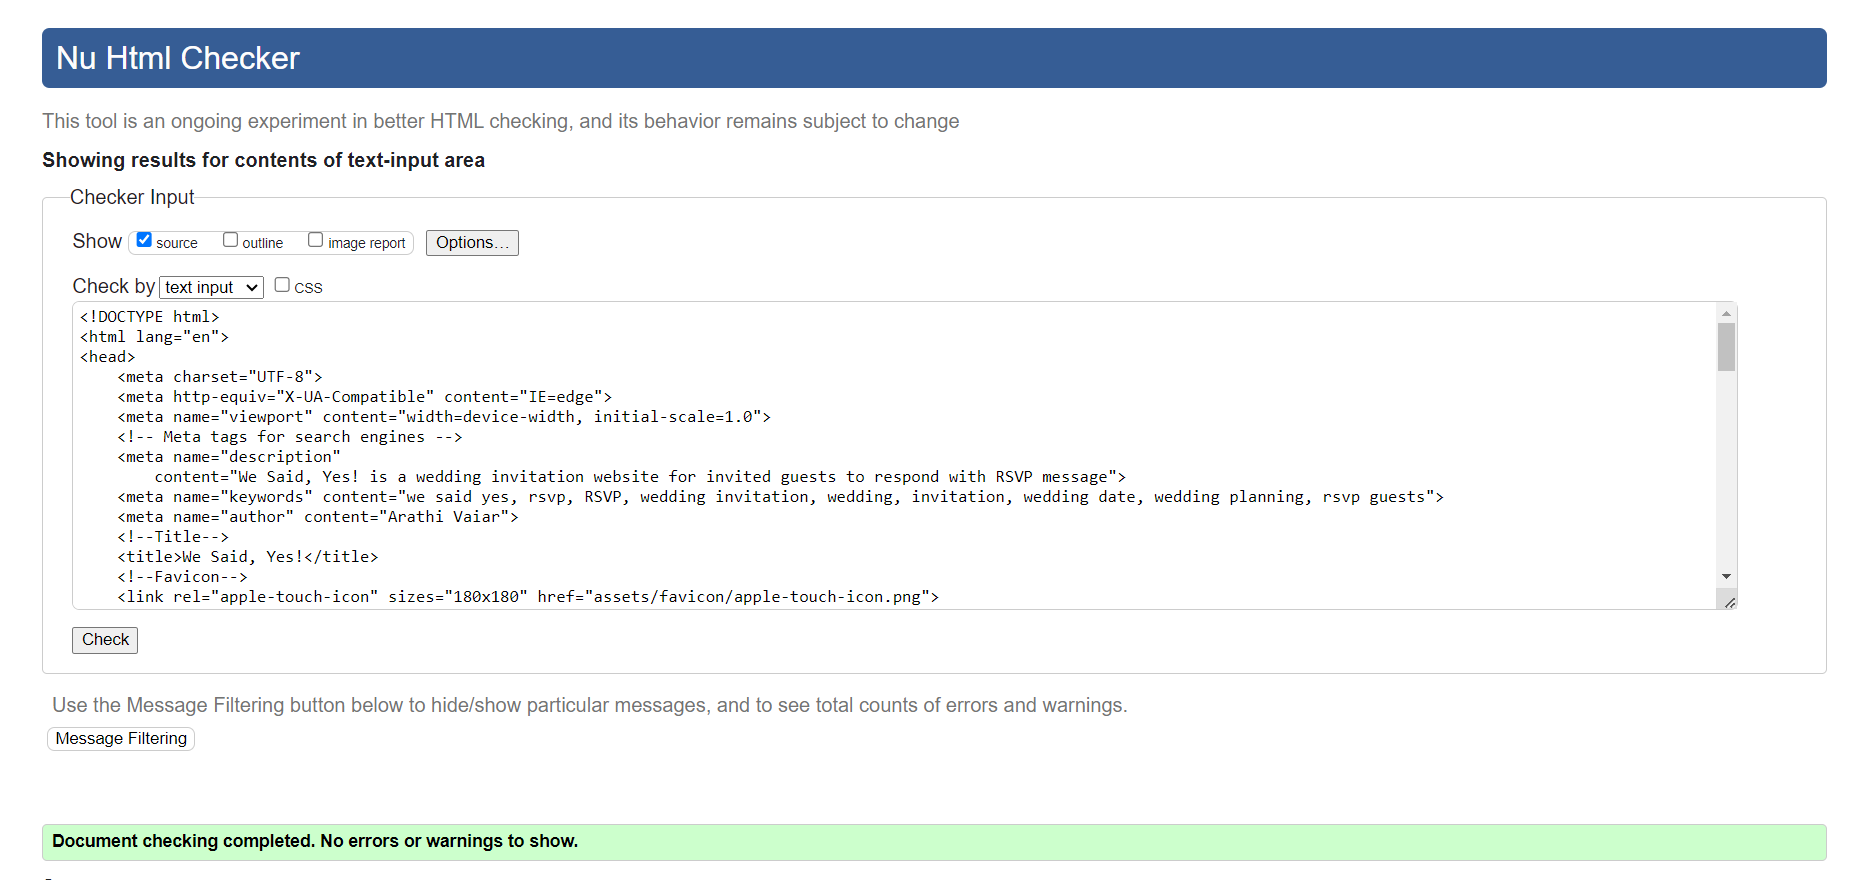 Nu Html Checker
This tool is an ongoing experiment in better HTML checking, and its behavior remains subject to change
Showing results for contents of text-input area
Checker Input
Show source outline image report Options...
Check by text input CSS
<!DOCTYPE html>
<html lang="en">
<head>
    <meta charset="UTF-8">
    <meta http-equiv="X-UA-Compatible" content="IE=edge">
    <meta name="viewport" content="width=device-width, initial-scale=1.0">
    <!-- Meta tags for search engines -->
    <meta name="description"
        content="We Said, Yes! is a wedding invitation website for invited guests to respond with RSVP message">
    <meta name="keywords" content="we said yes, rsvp, RSVP, wedding invitation, wedding, invitation, wedding date, wedding planning, rsvp guests">
    <meta name="author" content="Arathi Vaiar">
    <!--Title-->
    <title>We Said, Yes!</title>
    <!--Favicon-->
    <link rel="apple-touch-icon" sizes="180x180" href="assets/favicon/apple-touch-icon.png">
Check
Use the Message Filtering button below to hide/show particular messages, and to see total counts of errors and warnings.
Message Filtering
Document checking completed. No errors or warnings to show.